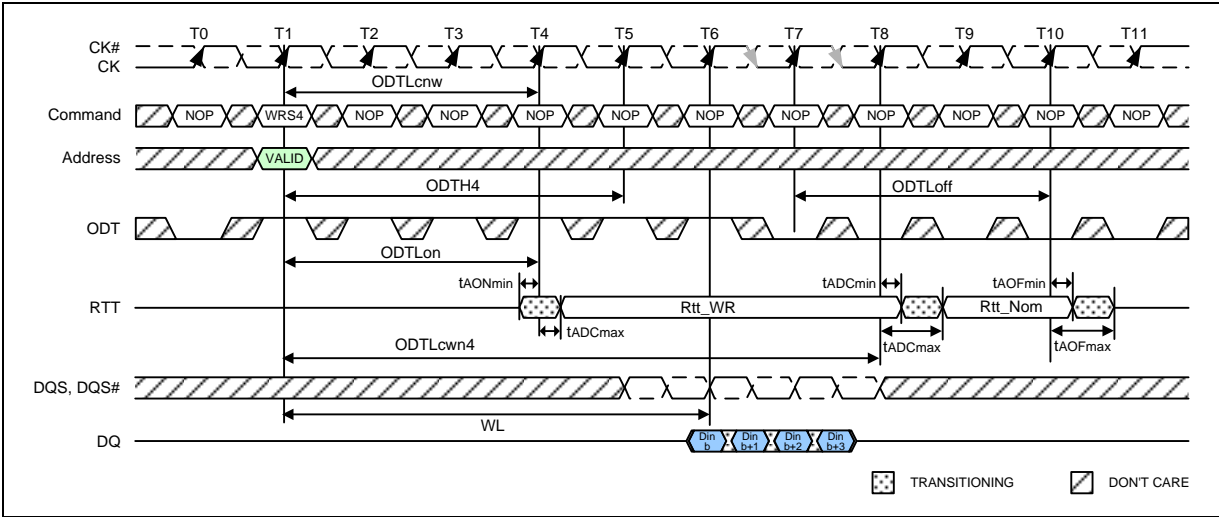 T0 T1 T2 T3 T4 T5 T6 T7 T8 T9 T10 T11
CK#
CK
ODTLcnw
Command NOP WRS4 NOP NOP NOP NOP NOP NOP NOP NOP NOP NOP
Address VALID
ODTH4 ODTLoff
ODT
ODTLon
tAONmin tADCmin tAOFmin
RTT Rtt_WR Rtt_Nom
tADCmax tADCmax tAOFmax
ODTLcwn4
DQS, DQS#
WL
DQ Din b Din b+1 Din b+2 Din b+3
TRANSITIONING DON'T CARE